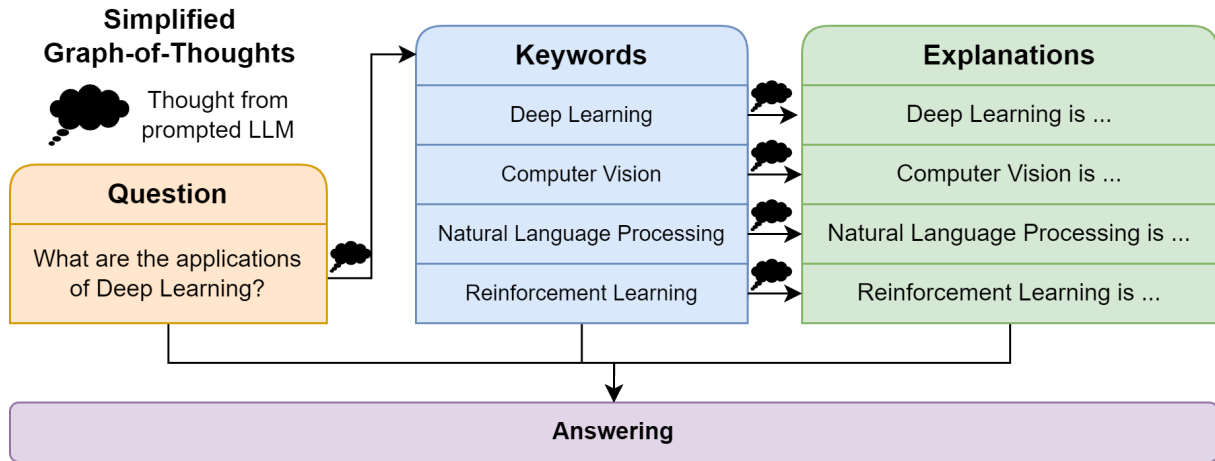 Simplified
Graph-of-Thoughts
Thought from
prompted LLM
Question
What are the applications
of Deep Learning?
Keywords
Deep Learning
Computer Vision
Natural Language Processing
Reinforcement Learning
Explanations
Deep Learning is ...
Computer Vision is ...
Natural Language Processing is ...
Reinforcement Learning is ...
Answering